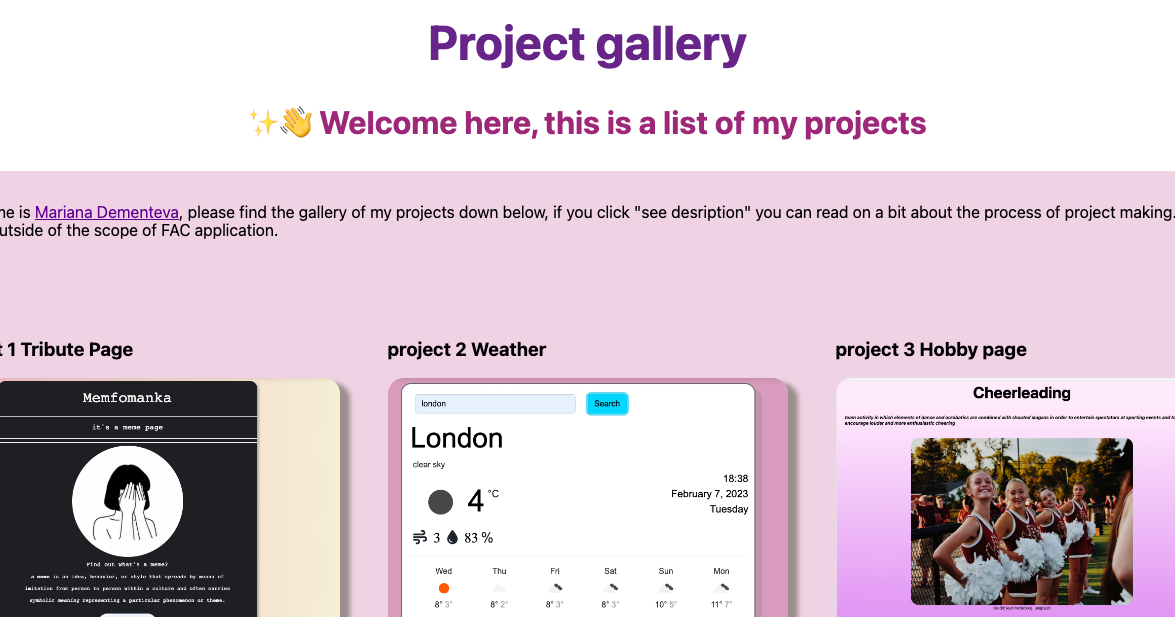 Project gallery
✨👋 Welcome here, this is a list of my projects
me is Mariana Dementeva, please find the gallery of my projects down below, if you click "see desription" you can read on a bit about the process of project making.
utside of the scope of FAC application.
t 1 Tribute Page
Memfomanka
it's a meme page
Find out what's a meme?
a meme is an idea, behavior, or style that spreads by means of
imitation from person to person within a culture and often carries
symbolic meaning representing a particular phenomenon or theme.
project 2 Weather
london
Search
London
clear sky
4 °C
18:38
February 7, 2023
Tuesday
3 83 %
Wed Thu Fri Sat Sun Mon
8° 3° 8° 2° 8° 3° 8° 3° 10° 5° 11° 7°
project 3 Hobby page
Cheerleading
team activity in which elements of dance and acrobatics are combined with shouted slogans in order to entertain spectators at sporting events and to
encourage louder and more enthusiastic cheering